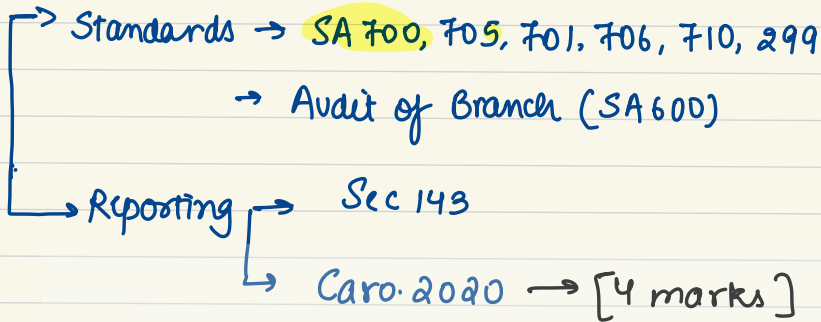 Standards → SA 700, 705, 701, 706, 710, 299
→ Audit of Branch (SA 600)
Reporting → Sec 143
→ Caro. 2020 → [4 marks]